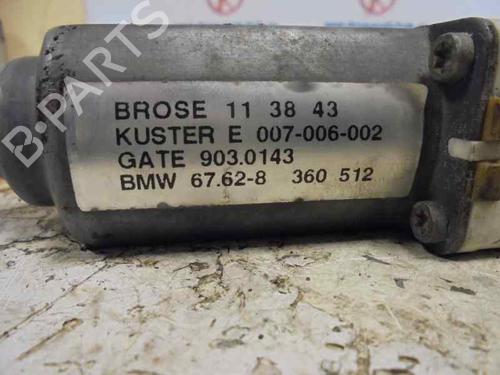 BROSE 11 38 43
KUSTER E 007-006-002
GATE 903.0143
BMW 67.62-8 360 512
B-PARTS